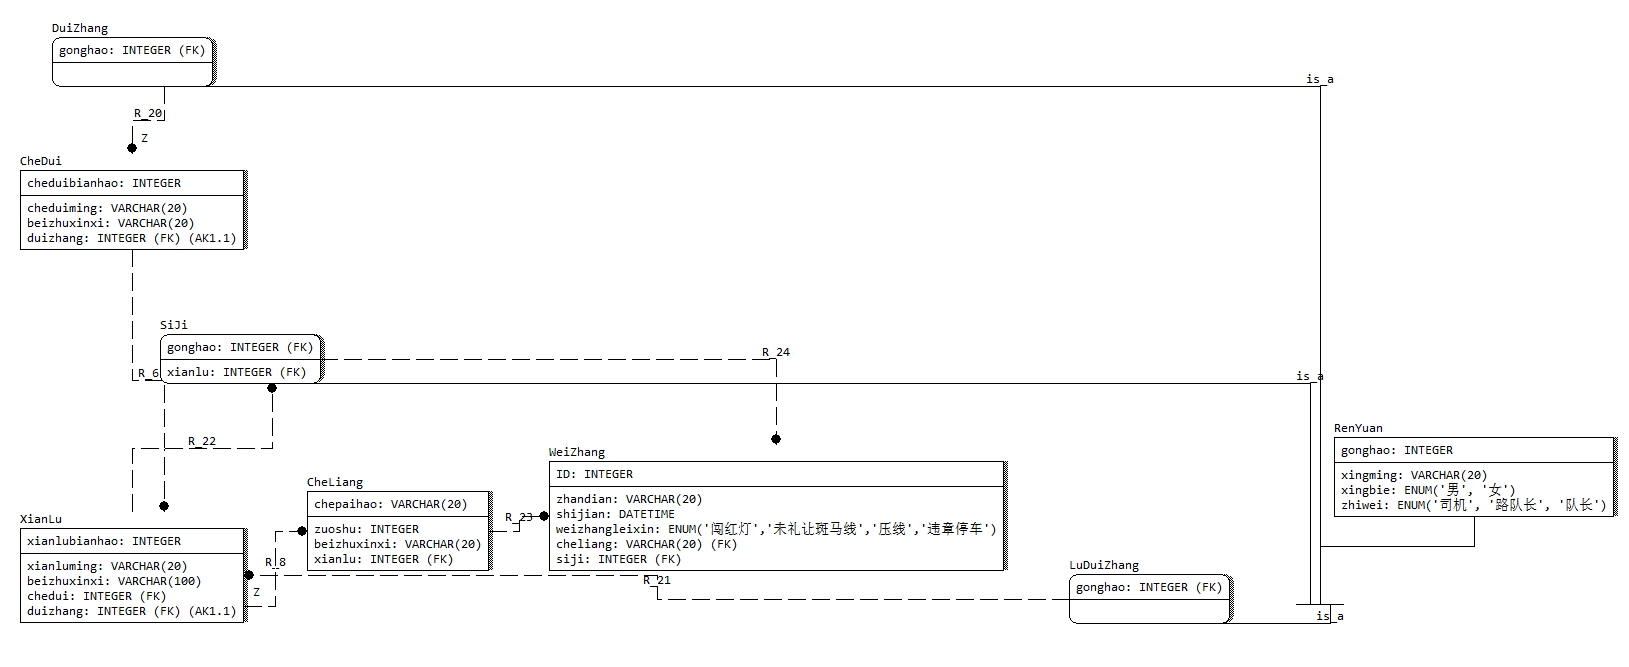 DuiZhang
gonghao: INTEGER (FK)
is_a
R_20
Z
CheDui
cheduibianhao: INTEGER
cheduiming: VARCHAR(20)
beizhuxinxi: VARCHAR(20)
duizhang: INTEGER (FK) (AK1.1)
SiJi
gonghao: INTEGER (FK)
xianlu: INTEGER (FK)
R_6
R_24
is_a
R_22
RenYuan
gonghao: INTEGER
xingming: VARCHAR(20)
xingbie: ENUM('男', '女')
zhiwei: ENUM('司机', '路队长', '队长')
WeiZhang
ID: INTEGER
zhandian: VARCHAR(20)
shijian: DATETIME
weizhangleixin: ENUM('闯红灯','未礼让斑马线','压线','违章停车')
cheliang: VARCHAR(20) (FK)
siji: INTEGER (FK)
CheLiang
chepaihao: VARCHAR(20)
zuoshu: INTEGER
beizhuxinxi: VARCHAR(20)
xianlu: INTEGER (FK)
R_23
XianLu
xianlubianhao: INTEGER
xianluming: VARCHAR(20)
beizhuxinxi: VARCHAR(100)
chedui: INTEGER (FK)
duizhang: INTEGER (FK) (AK1.1)
R_8
Z
R_21
LuDuiZhang
gonghao: INTEGER (FK)
is_a